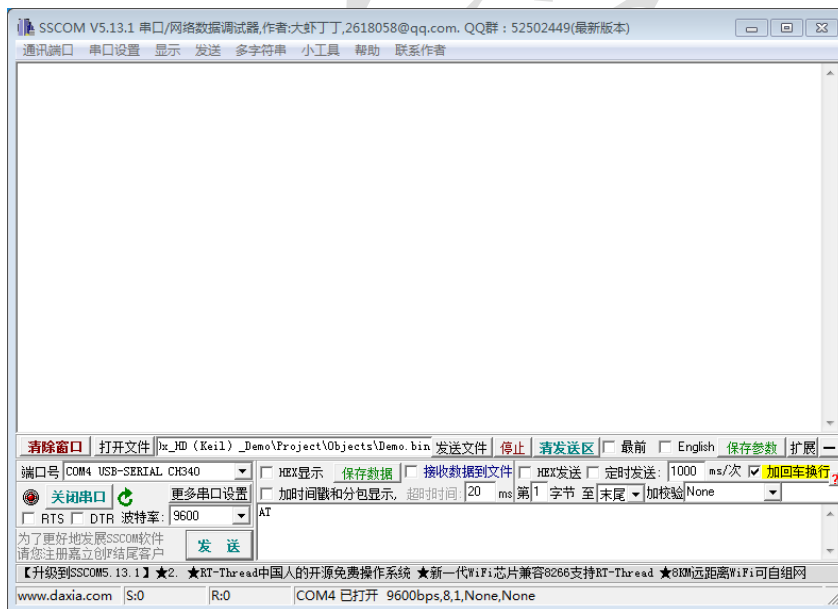 SSCOM V5.13.1 串口/网络数据调试器,作者:大虾丁丁,2618058@qq.com. QQ群：52502449(最新版本)
通讯端口 串口设置 显示 发送 多字符串 小工具 帮助 联系作者
清除窗口 打开文件 _HD (Keil) _Demo\Project\Objects\Demo.bin 发送文件 停止 清发送区 最前 English 保存参数 扩展 —
端口号 COM4 USB-SERIAL CH340 HEX显示 保存数据 接收数据到文件 HEX发送 定时发送: 1000 ms/次 加回车换行 ?
关闭串口 更多串口设置 加时间戳和分包显示, 超时时间: 20 ms 第1 字节 至 末尾 加校验 None
RTS DTR 波特率: 9600 AT
为了更好地发展SSCOM软件
请您注册嘉立创F结尾客户 发 送
【升级到SSCOM5.13.1】★2. ★RT-Thread中国人的开源免费操作系统 ★新一代WiFi芯片兼容8266支持RT-Thread ★8KM远距离WiFi可自组网
www.daxia.com S:0 R:0 COM4 已打开 9600bps,8,1,None,None